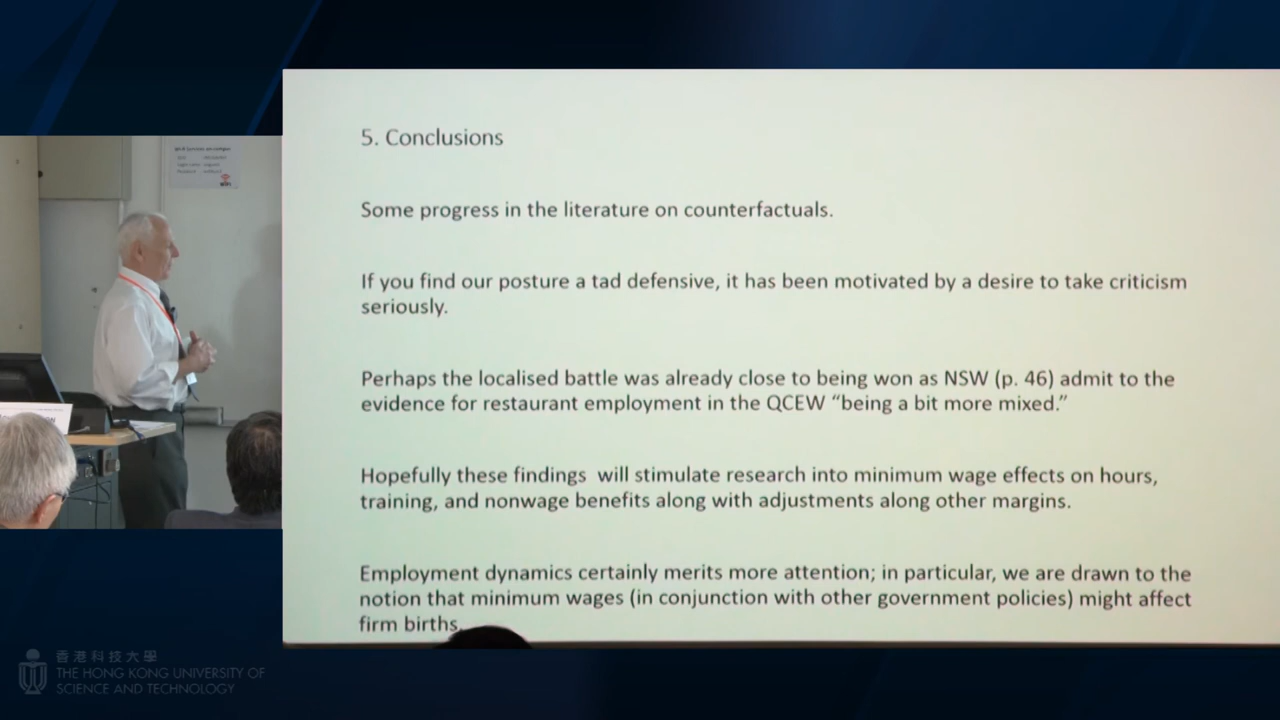 5. Conclusions
Some progress in the literature on counterfactuals.
If you find our posture a tad defensive, it has been motivated by a desire to take criticism
seriously.
Perhaps the localised battle was already close to being won as NSW (p. 46) admit to the
evidence for restaurant employment in the QCEW “being a bit more mixed.”
Hopefully these findings will stimulate research into minimum wage effects on hours,
training, and nonwage benefits along with adjustments along other margins.
Employment dynamics certainly merits more attention; in particular, we are drawn to the
notion that minimum wages (in conjunction with other government policies) might affect
firm births.
香港科技大學
THE HONG KONG UNIVERSITY OF
SCIENCE AND TECHNOLOGY